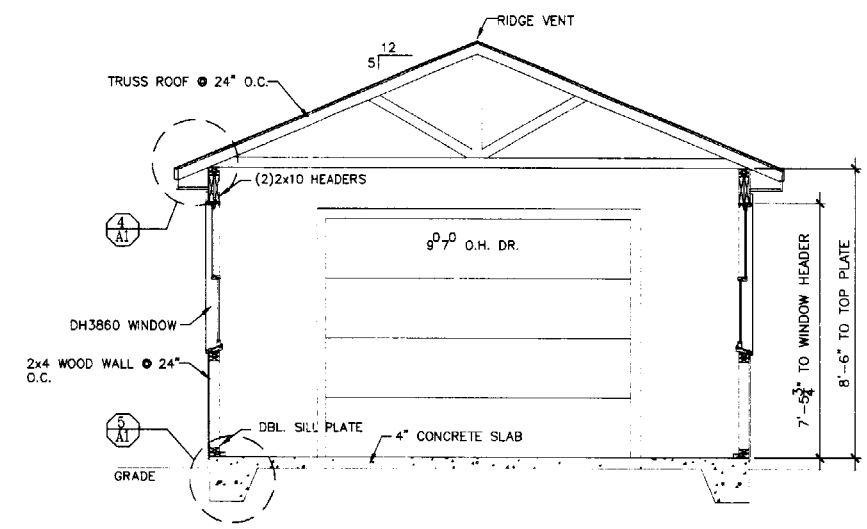 RIDGE VENT
12
5
TRUSS ROOF @ 24" O.C.
(2)2x10 HEADERS
4
A1
9⁰7⁰ O.H. DR.
DH3860 WINDOW
2x4 WOOD WALL @ 24"
O.C.
7'-5¾" TO WINDOW HEADER
8'-6" TO TOP PLATE
5
A1
DBL. SILL PLATE
4" CONCRETE SLAB
GRADE